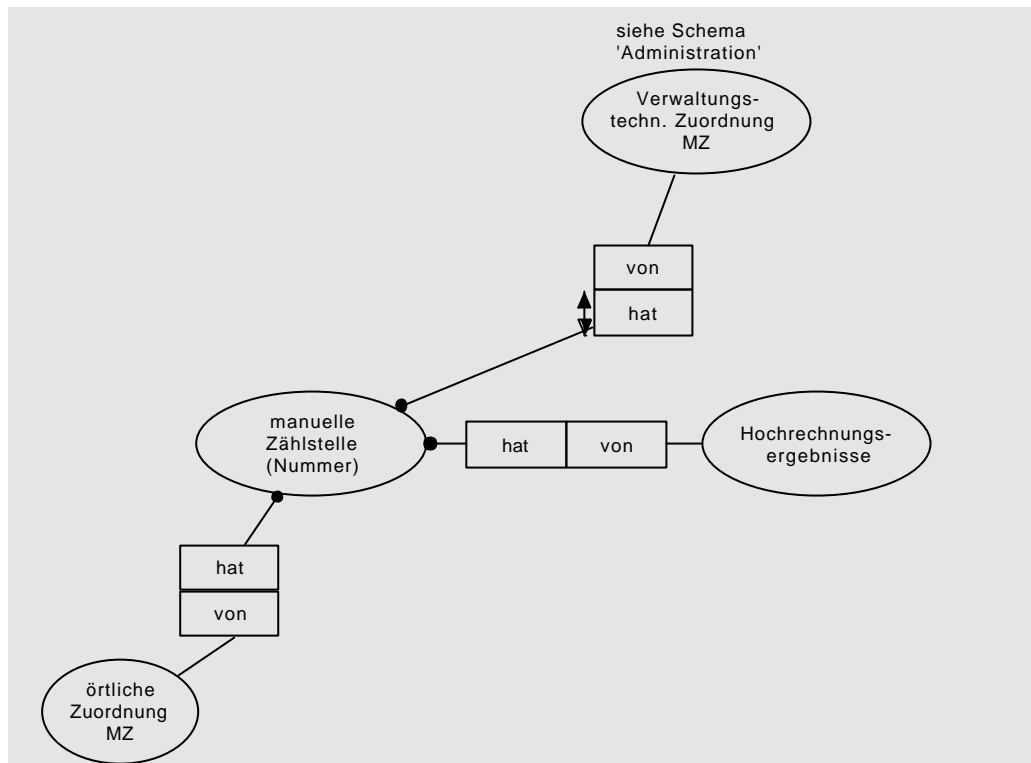 siehe Schema
'Administration'
Verwaltungs-
techn. Zuordnung
MZ
von
hat
manuelle
Zählstelle
(Nummer)
hat
von
Hochrechnungs-
ergebnisse
hat
von
örtliche
Zuordnung
MZ